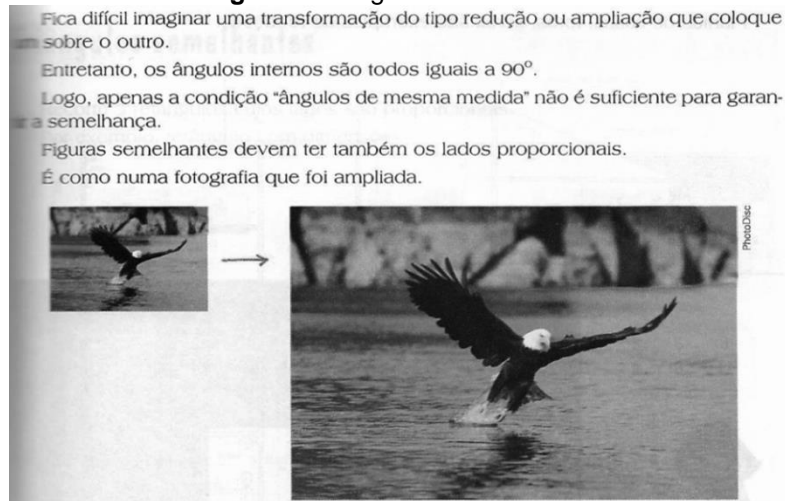 Fica difícil imaginar uma transformação do tipo redução ou ampliação que coloque
um sobre o outro.
Entretanto, os ângulos internos são todos iguais a 90º.
Logo, apenas a condição "ângulos de mesma medida" não é suficiente para garan-
a semelhança.
Figuras semelhantes devem ter também os lados proporcionais.
É como numa fotografia que foi ampliada.
PhotoDisc